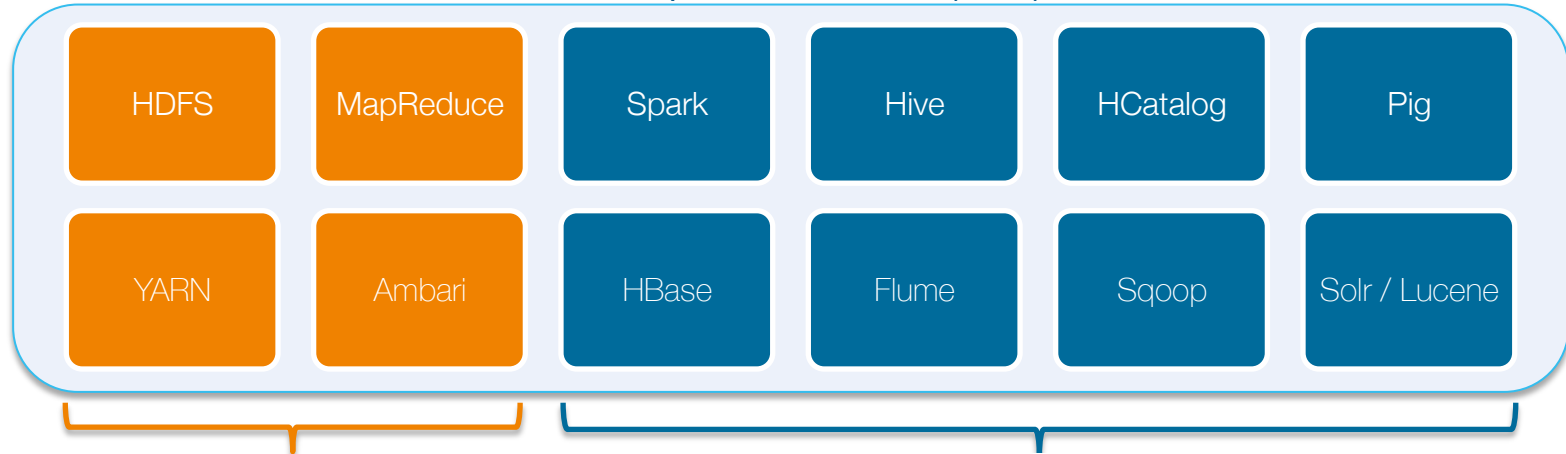 HDFS MapReduce Spark Hive HCatalog Pig
YARN Ambari HBase Flume Sqoop Solr / Lucene